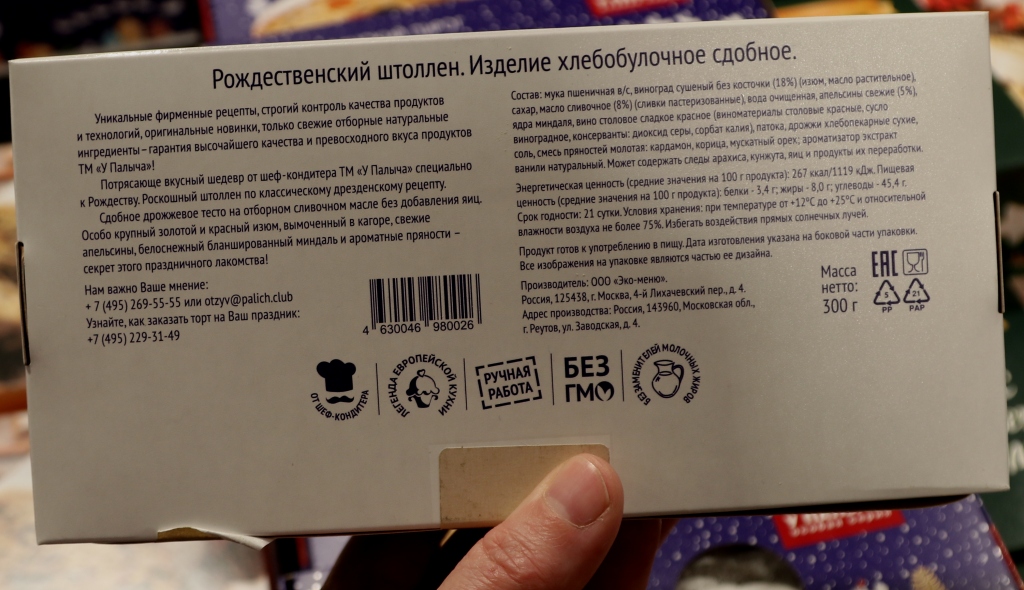 Рождественский штоллен. Изделие хлебобулочное сдобное.
Уникальные фирменные рецепты, строгий контроль качества продуктов
и технологий, оригинальные новинки, только свежие отборные натуральные
ингредиенты – гарантия высочайшего качества и превосходного вкуса продуктов
ТМ «У Палыча»!
Потрясающе вкусный шедевр от шеф-кондитера ТМ «У Палыча» специально
к Рождеству. Роскошный штоллен по классическому дрезденскому рецепту.
Сдобное дрожжевое тесто на отборном сливочном масле без добавления яиц.
Особо крупный золотой и красный изюм, вымоченный в кагоре, свежие
апельсины, белоснежный бланшированный миндаль и ароматные пряности –
секрет этого праздничного лакомства!
Нам важно Ваше мнение:
+ 7 (495) 269-55-55 или otzyv@palich.club
Узнайте, как заказать торт на Ваш праздник:
+7 (495) 229-31-49
4 630046 980026
Состав: мука пшеничная в/с, виноград сушеный без косточки (18%) (изюм, масло растительное),
сахар, масло сливочное (8%) (сливки пастеризованные), вода очищенная, апельсины свежие (5%),
ядра миндаля, вино столовое сладкое красное (виноматериалы столовые красные, сусло
виноградное, консерванты: диоксид серы, сорбат калия), патока, дрожжи хлебопекарные сухие,
соль, смесь пряностей молотая: кардамон, корица, мускатный орех; ароматизатор экстракт
ванили натуральный. Может содержать следы арахиса, кунжута, яиц и продукты их переработки.
Энергетическая ценность (средние значения на 100 г продукта): 267 ккал/1119 кДж. Пищевая
ценность (средние значения на 100 г продукта): белки - 3,4 г; жиры - 8,0 г; углеводы - 45,4 г.
Срок годности: 21 сутки. Условия хранения: при температуре от +12°С до +25°С и относительной
влажности воздуха не более 75%. Избегать воздействия прямых солнечных лучей.
Продукт готов к употреблению в пищу. Дата изготовления указана на боковой части упаковки.
Все изображения на упаковке являются частью ее дизайна.
Производитель: ООО «Эко-меню».
Россия, 125438, г. Москва, 4-й Лихачевский пер., д. 4.
Адрес производства: Россия, 143960, Московская обл.,
г. Реутов, ул. Заводская, д. 4.
Масса
нетто:
300 г
EAC
5
PP
21
PAP
ОТ ШЕФ-КОНДИТЕРА
ЛЕГЕНДА ЕВРОПЕЙСКОЙ КУХНИ
РУЧНАЯ
РАБОТА
БЕЗ
ГМО
БЕЗ ЗАМЕНИТЕЛЕЙ МОЛОЧНЫХ ЖИРОВ